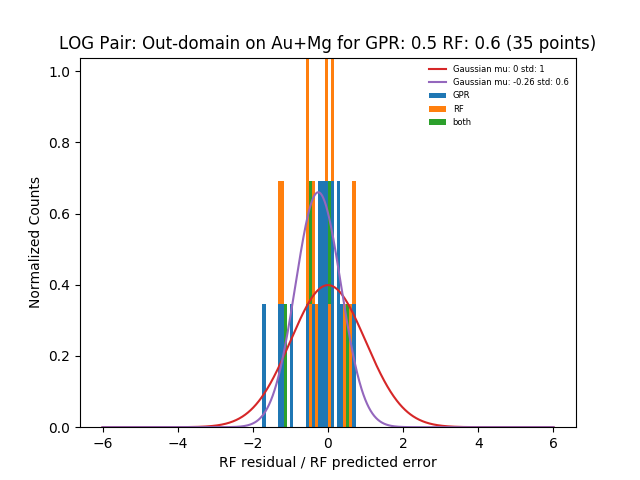 LOG Pair: Out-domain on Au+Mg for GPR: 0.5 RF: 0.6 (35 points)
Gaussian mu: 0 std: 1
Gaussian mu: -0.26 std: 0.6
GPR
RF
both
Normalized Counts
1.0
0.8
0.6
0.4
0.2
0.0
−6 −4 −2 0 2 4 6
RF residual / RF predicted error